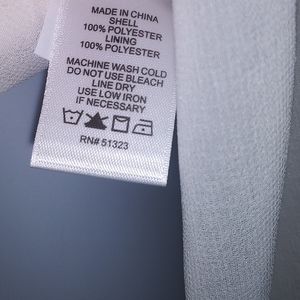 MADE IN CHINA
SHELL
100% POLYESTER
LINING
100% POLYESTER
MACHINE WASH COLD
DO NOT USE BLEACH
LINE DRY
USE LOW IRON
IF NECESSARY
RN# 51323